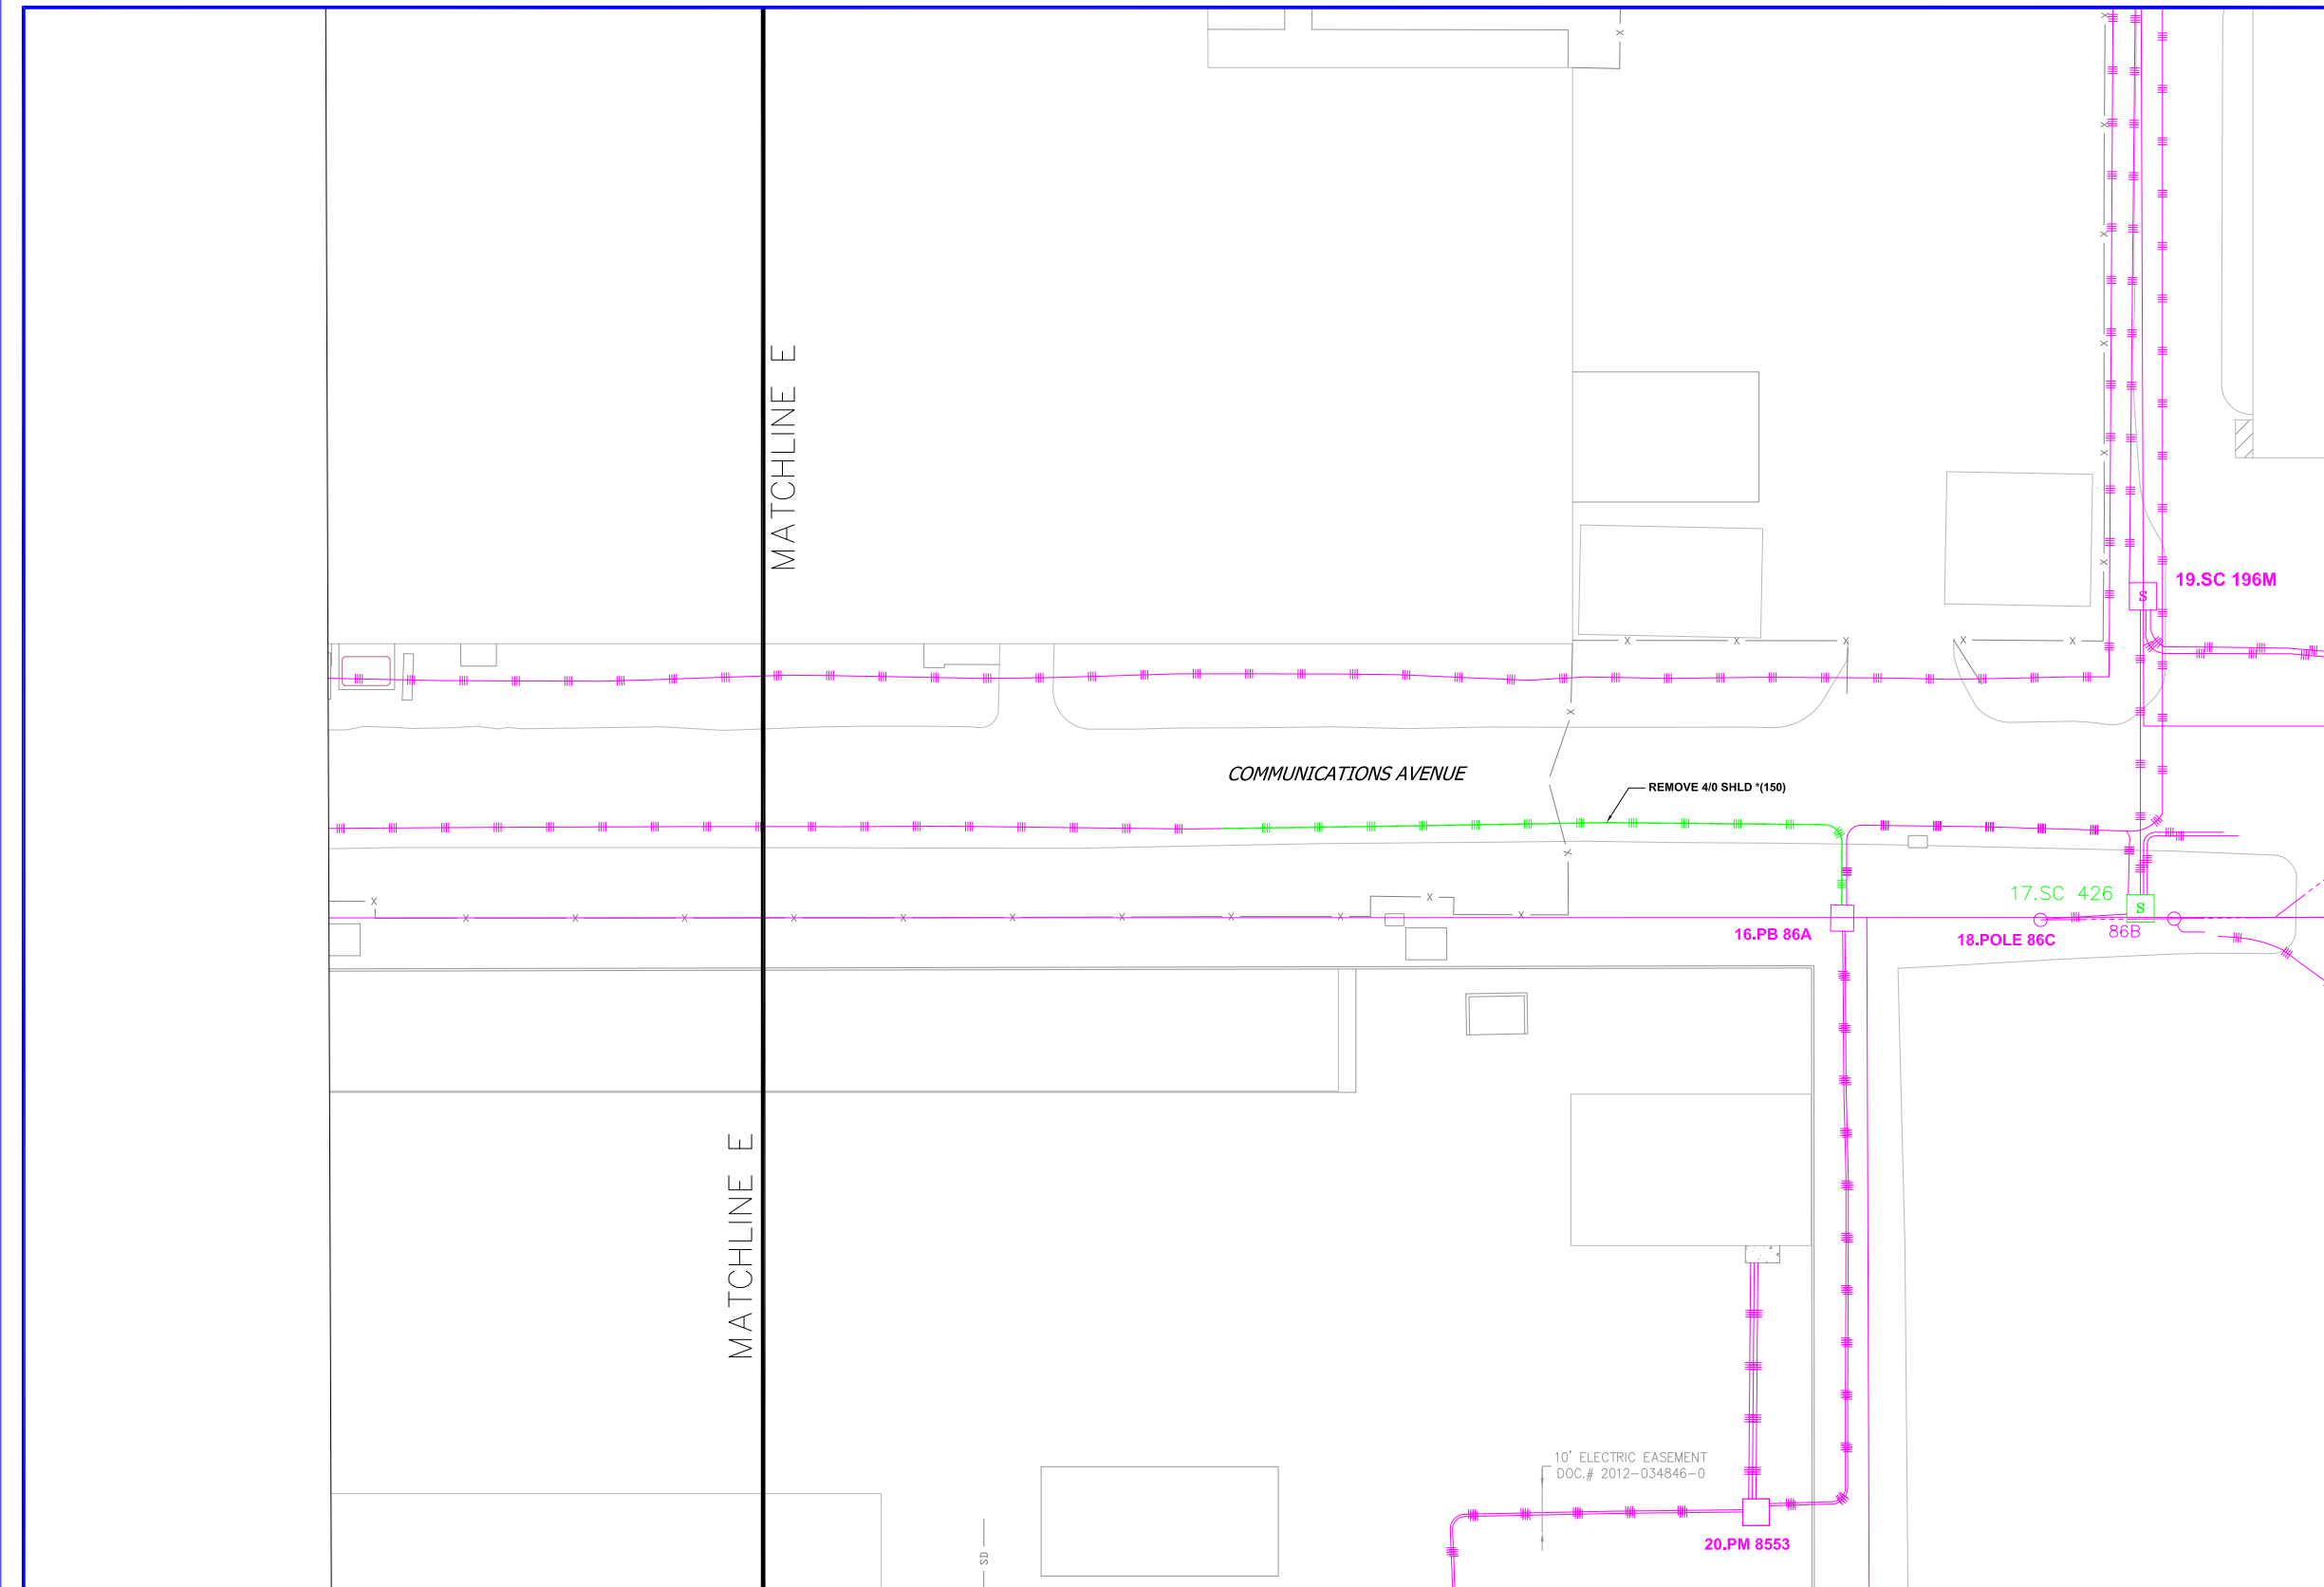 MATCHLINE E
19.SC 196M
S
COMMUNICATIONS AVENUE
REMOVE 4/0 SHLD *(150)
17.SC 426
S
16.PB 86A
18.POLE 86C
86B
MATCHLINE E
10' ELECTRIC EASEMENT
DOC.# 2012-034846-0
20.PM 8553
SD